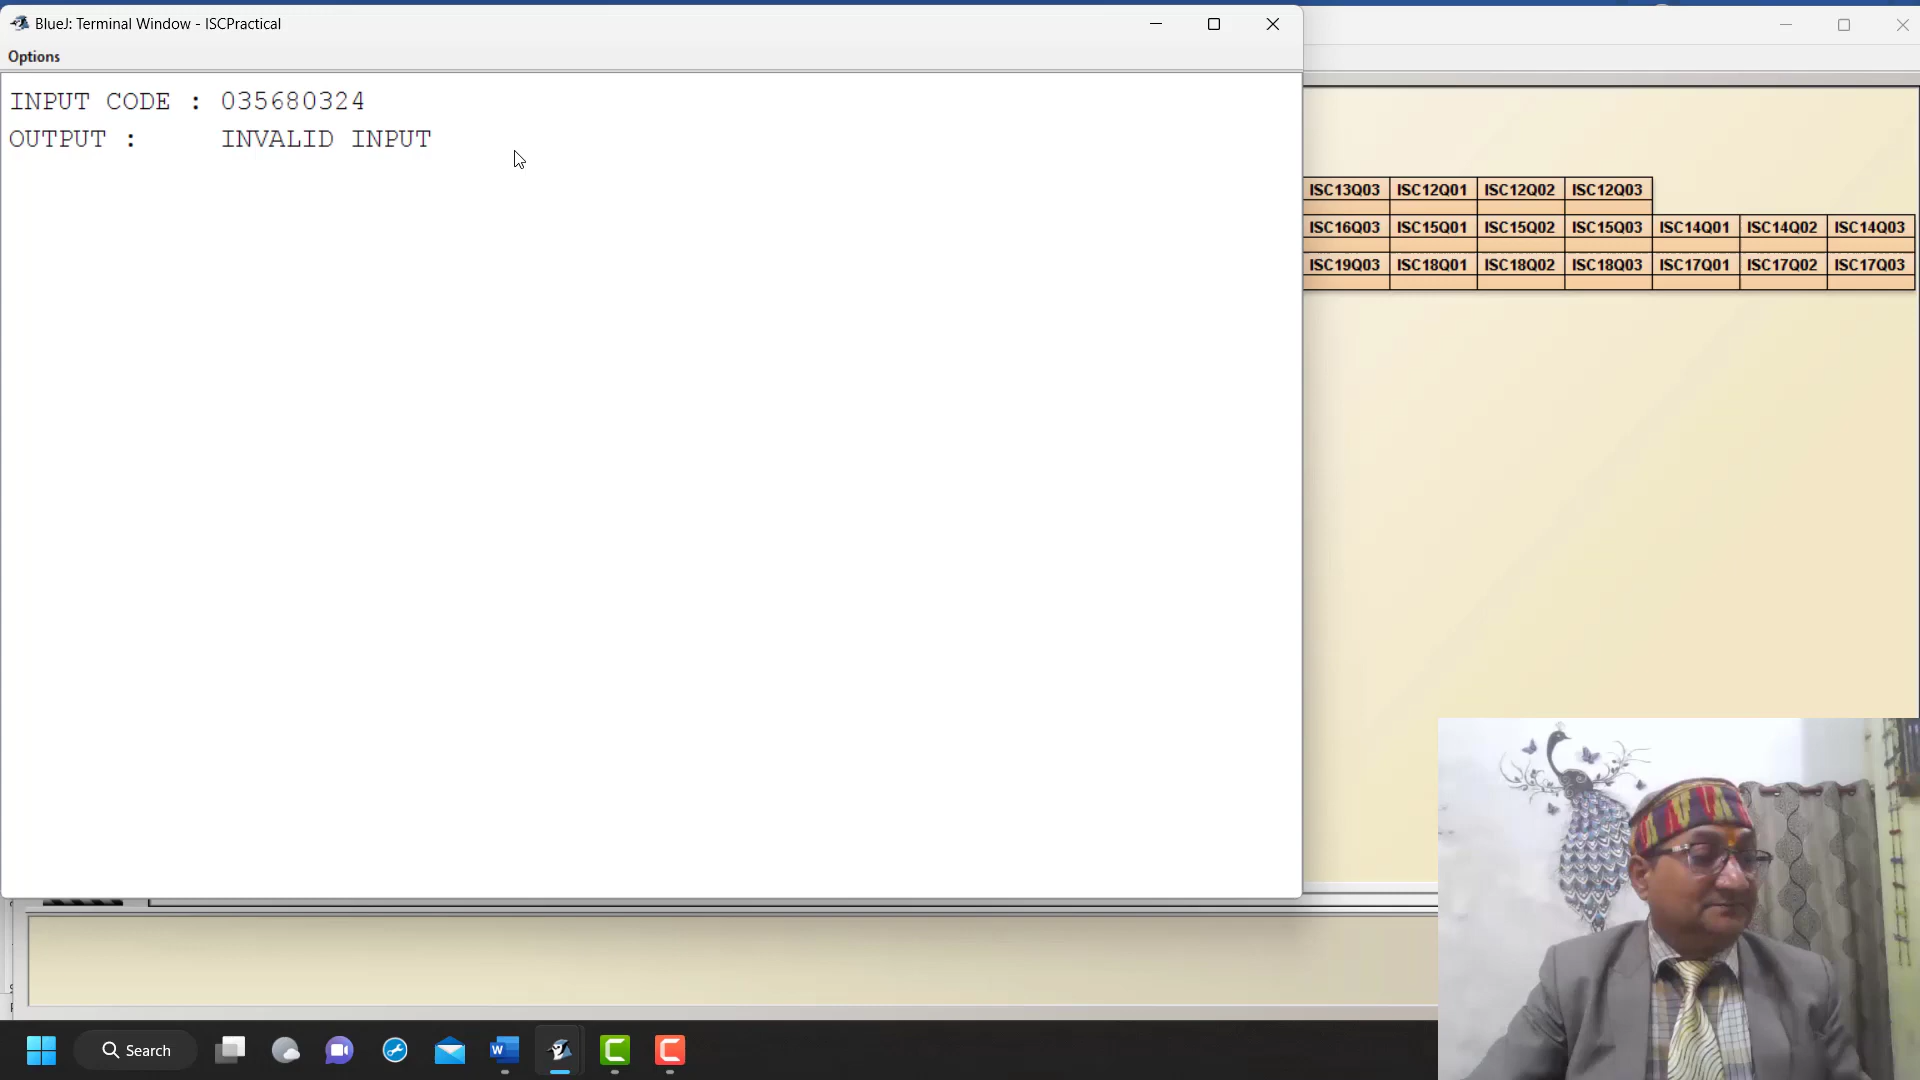 BlueJ: Terminal Window - ISCPractical
Options
INPUT CODE : 035680324
OUTPUT : INVALID INPUT
ISC13Q03 ISC12Q01 ISC12Q02 ISC12Q03
ISC16Q03 ISC15Q01 ISC15Q02 ISC15Q03 ISC14Q01 ISC14Q02 ISC14Q03
ISC19Q03 ISC18Q01 ISC18Q02 ISC18Q03 ISC17Q01 ISC17Q02 ISC17Q03
Search